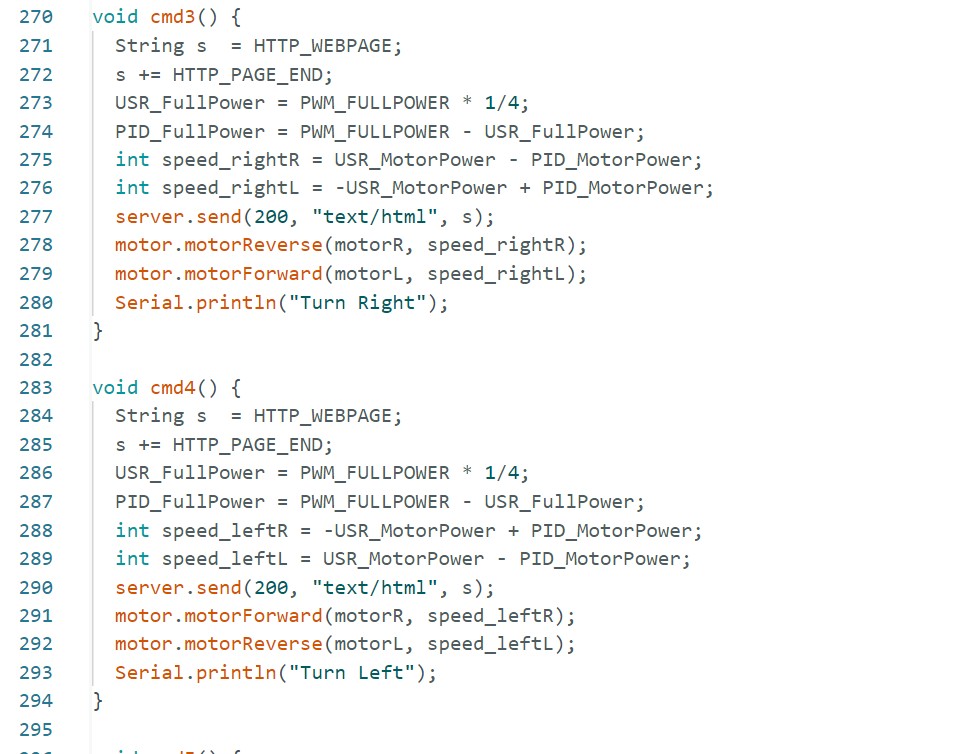 270 void cmd3() {
271 String s = HTTP_WEBPAGE;
272 s += HTTP_PAGE_END;
273 USR_FullPower = PWM_FULLPOWER * 1/4;
274 PID_FullPower = PWM_FULLPOWER - USR_FullPower;
275 int speed_rightR = USR_MotorPower - PID_MotorPower;
276 int speed_rightL = -USR_MotorPower + PID_MotorPower;
277 server.send(200, "text/html", s);
278 motor.motorReverse(motorR, speed_rightR);
279 motor.motorForward(motorL, speed_rightL);
280 Serial.println("Turn Right");
281 }
282
283 void cmd4() {
284 String s = HTTP_WEBPAGE;
285 s += HTTP_PAGE_END;
286 USR_FullPower = PWM_FULLPOWER * 1/4;
287 PID_FullPower = PWM_FULLPOWER - USR_FullPower;
288 int speed_leftR = -USR_MotorPower + PID_MotorPower;
289 int speed_leftL = USR_MotorPower - PID_MotorPower;
290 server.send(200, "text/html", s);
291 motor.motorForward(motorR, speed_leftR);
292 motor.motorReverse(motorL, speed_leftL);
293 Serial.println("Turn Left");
294 }
295